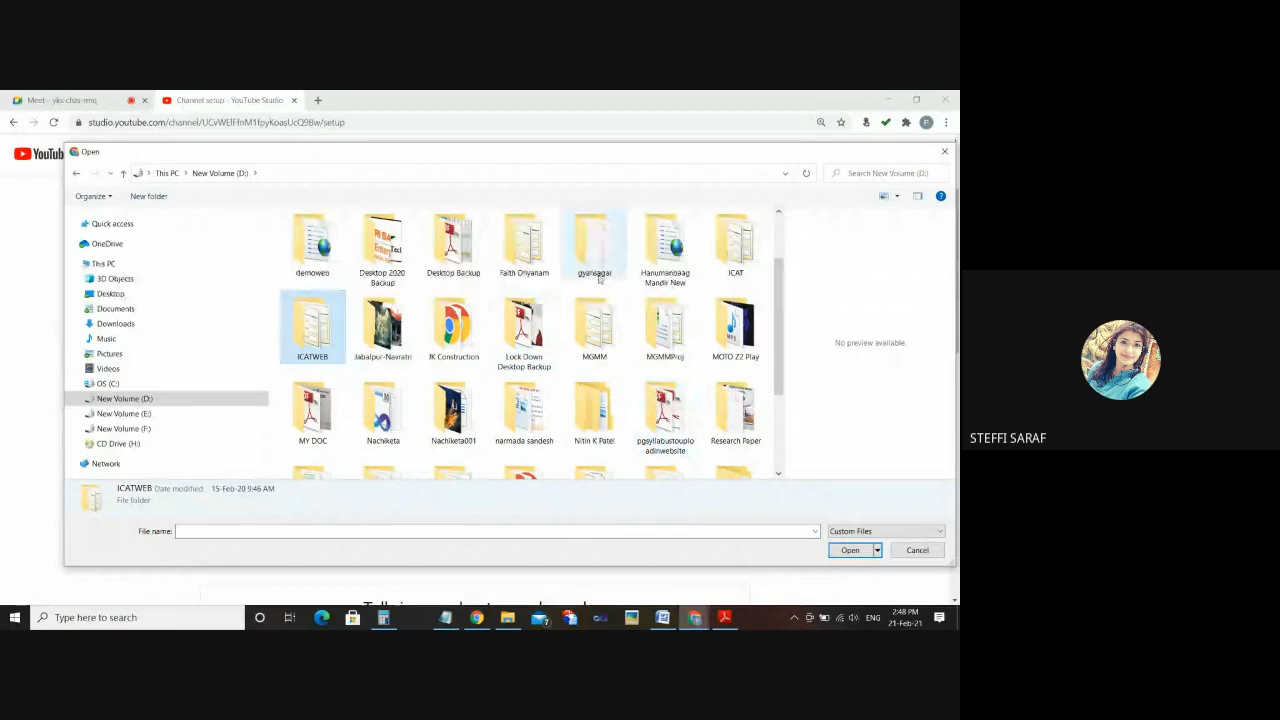 Meet – yks-chzs-rmq
Channel setup - YouTube Studio
studio.youtube.com/channel/UCvWElFfnM1fpyKoasUcQ9Bw/setup
YouTub
Open
This PC > New Volume (D:) >
Search New Volume (D:)
Organize
New folder
Quick access
OneDrive
This PC
3D Objects
Desktop
Documents
Downloads
Music
Pictures
Videos
OS (C:)
New Volume (D:)
New Volume (E:)
New Volume (F:)
CD Drive (H:)
Network
demoweb
Desktop 2020 Backup
Desktop Backup
Faith Dhyanam
gyansagar
Hanumanbaag Mandir New
ICAT
ICATWEB
Jabalpur-Navratri
JK Construction
Lock Down Desktop Backup
MGMM
MGMMProj
MOTO Z2 Play
MY DOC
Nachiketa
Nachiketa001
narmada sandesh
Nitin K Patel
pgsyllabustouploadinwebsite
Research Paper
No preview available.
ICATWEB Date modified: 15-Feb-20 9:46 AM
File folder
File name:
Custom Files
Open
Cancel
Type here to search
ENG
2:48 PM
21-Feb-21
STEFFI SARAF